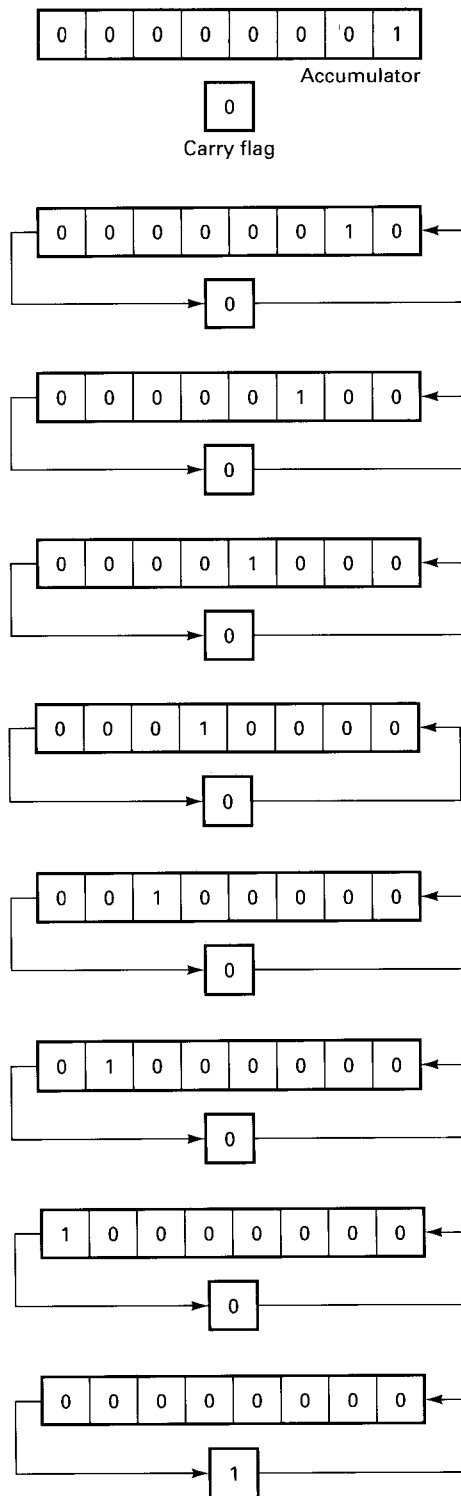 0 0 0 0 0 0 0 1
Accumulator
0
Carry flag
0 0 0 0 0 0 1 0
0
0 0 0 0 0 1 0 0
0
0 0 0 0 1 0 0 0
0
0 0 0 1 0 0 0 0
0
0 0 1 0 0 0 0 0
0
0 1 0 0 0 0 0 0
0
1 0 0 0 0 0 0 0
0
0 0 0 0 0 0 0 0
1